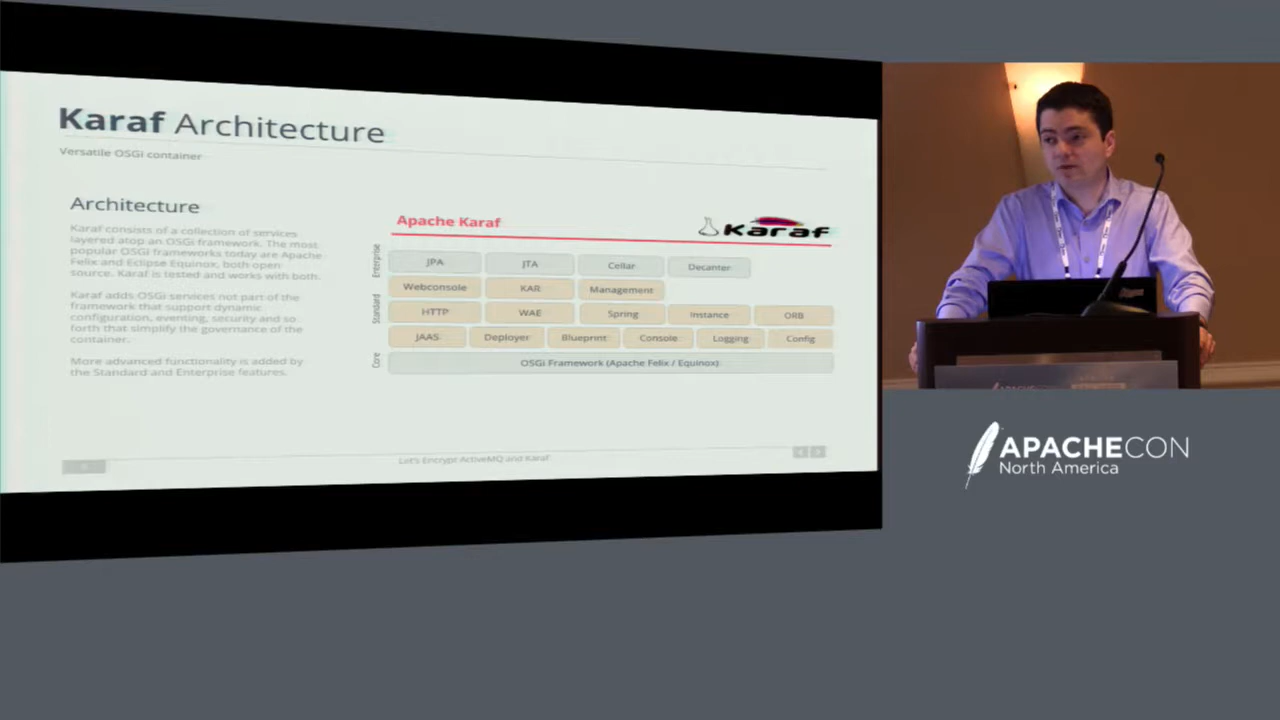 Karaf Architecture
Versatile OSGi container
Architecture
Karaf consists of a collection of services
layered atop an OSGi framework. The most
popular OSGi frameworks today are Apache
Felix and Eclipse Equinox, both open
source. Karaf is tested and works with both.
Karaf adds OSGi services not part of the
framework that support dynamic
configuration, eventing, security and so
forth that simplify the governance of the
container.
More advanced functionality is added by
the Standard and Enterprise features.
Apache Karaf
Karaf
Enterprise
JPA JTA Cellar Decanter
Webconsole KAR Management
Standard
HTTP WAE Spring Instance ORB
JAAS Deployer Blueprint Console Logging Config
Core
OSGi Framework (Apache Felix / Equinox)
Let's Encrypt ActiveMQ and Karaf
APACHECON
North America